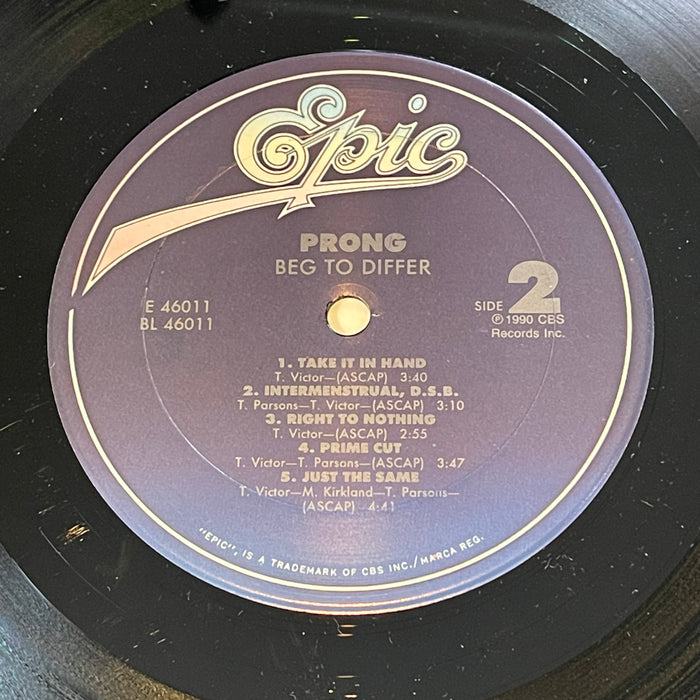 Epic
PRONG
BEG TO DIFFER
E 46011
BL 46011
SIDE 2
℗ 1990 CBS
Records Inc.
1. TAKE IT IN HAND
T. Victor—(ASCAP) 3:40
2. INTERMENSTRUAL, D.S.B.
T. Parsons—T. Victor—(ASCAP) 3:10
3. RIGHT TO NOTHING
T. Victor—(ASCAP) 2:55
4. PRIME CUT
T. Victor—T. Parsons—(ASCAP) 3:47
5. JUST THE SAME
T. Victor—M. Kirkland—T. Parsons—
(ASCAP) 4:41
"EPIC", IS A TRADEMARK OF CBS INC./MARCA REG.